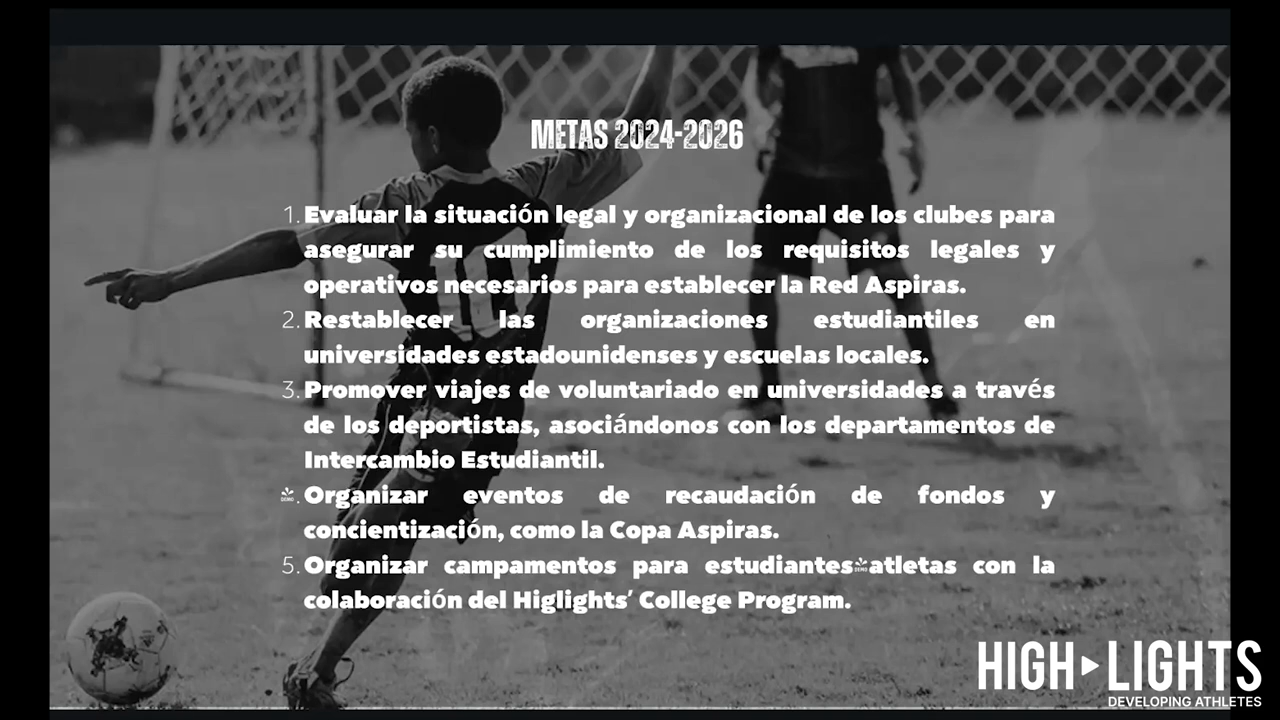 METAS 2024-2026
1. Evaluar la situación legal y organizacional de los clubes para
asegurar su cumplimiento de los requisitos legales y
operativos necesarios para establecer la Red Aspiras.
2. Restablecer las organizaciones estudiantiles en
universidades estadounidenses y escuelas locales.
3. Promover viajes de voluntariado en universidades a través
de los deportistas, asociándonos con los departamentos de
Intercambio Estudiantil.
. Organizar eventos de recaudación de fondos y
concientización, como la Copa Aspiras.
5. Organizar campamentos para estudiantes atletas con la
colaboración del Higlights’ College Program.
10
HIGH LIGHTS
DEVELOPING ATHLETES